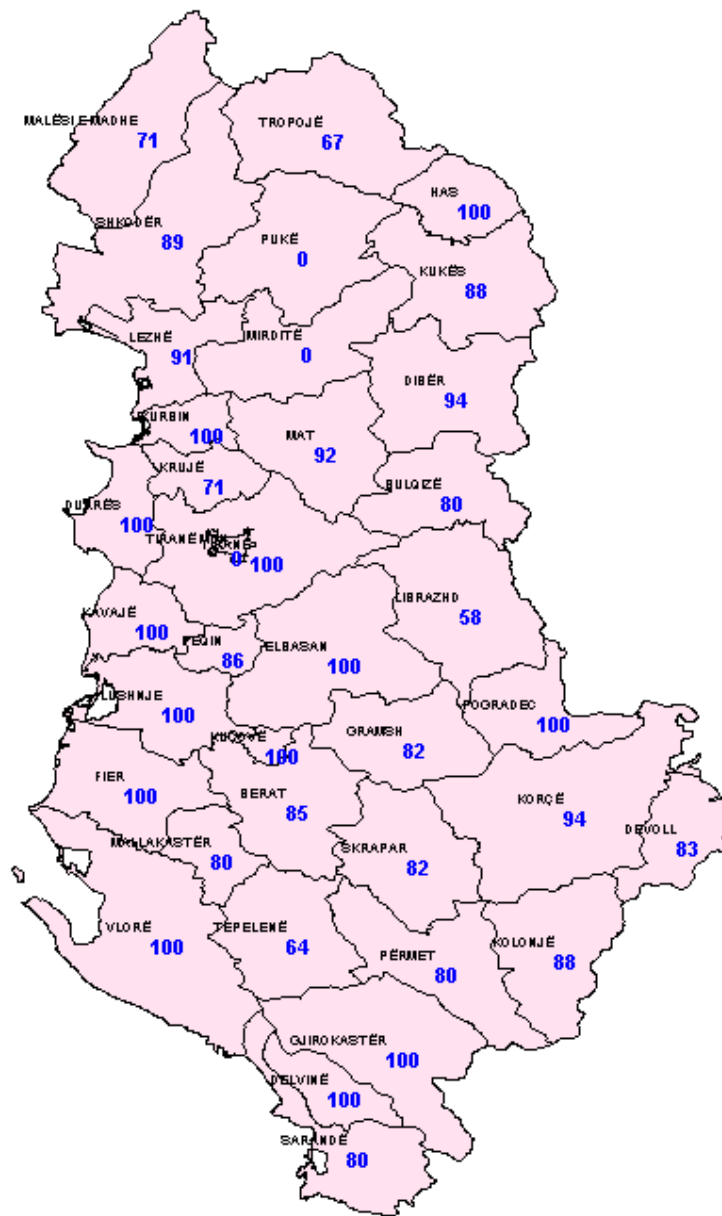 MALËSI E MADHE
71
TROPOJË
67
HAS
100
SHKODËR
89
PUKË
0
KUKËS
88
LEZHË
91
MIRDITË
0
DIBËR
94
KURBIN
100
MAT
92
KRUJË
71
BULQIZË
80
DURRËS
100
0
100
LIBRAZHD
58
KAVAJË
100
PEQIN
86
ELBASAN
100
LUSHNJE
100
POGRADEC
100
KUÇOVË
100
GRAMSH
82
FIER
100
BERAT
85
KORÇË
94
DEVOLL
83
MALLAKASTËR
80
SKRAPAR
82
VLORË
100
TEPELENË
64
PËRMET
80
KOLONJË
88
GJIROKASTËR
100
DELVINË
100
SARANDË
80